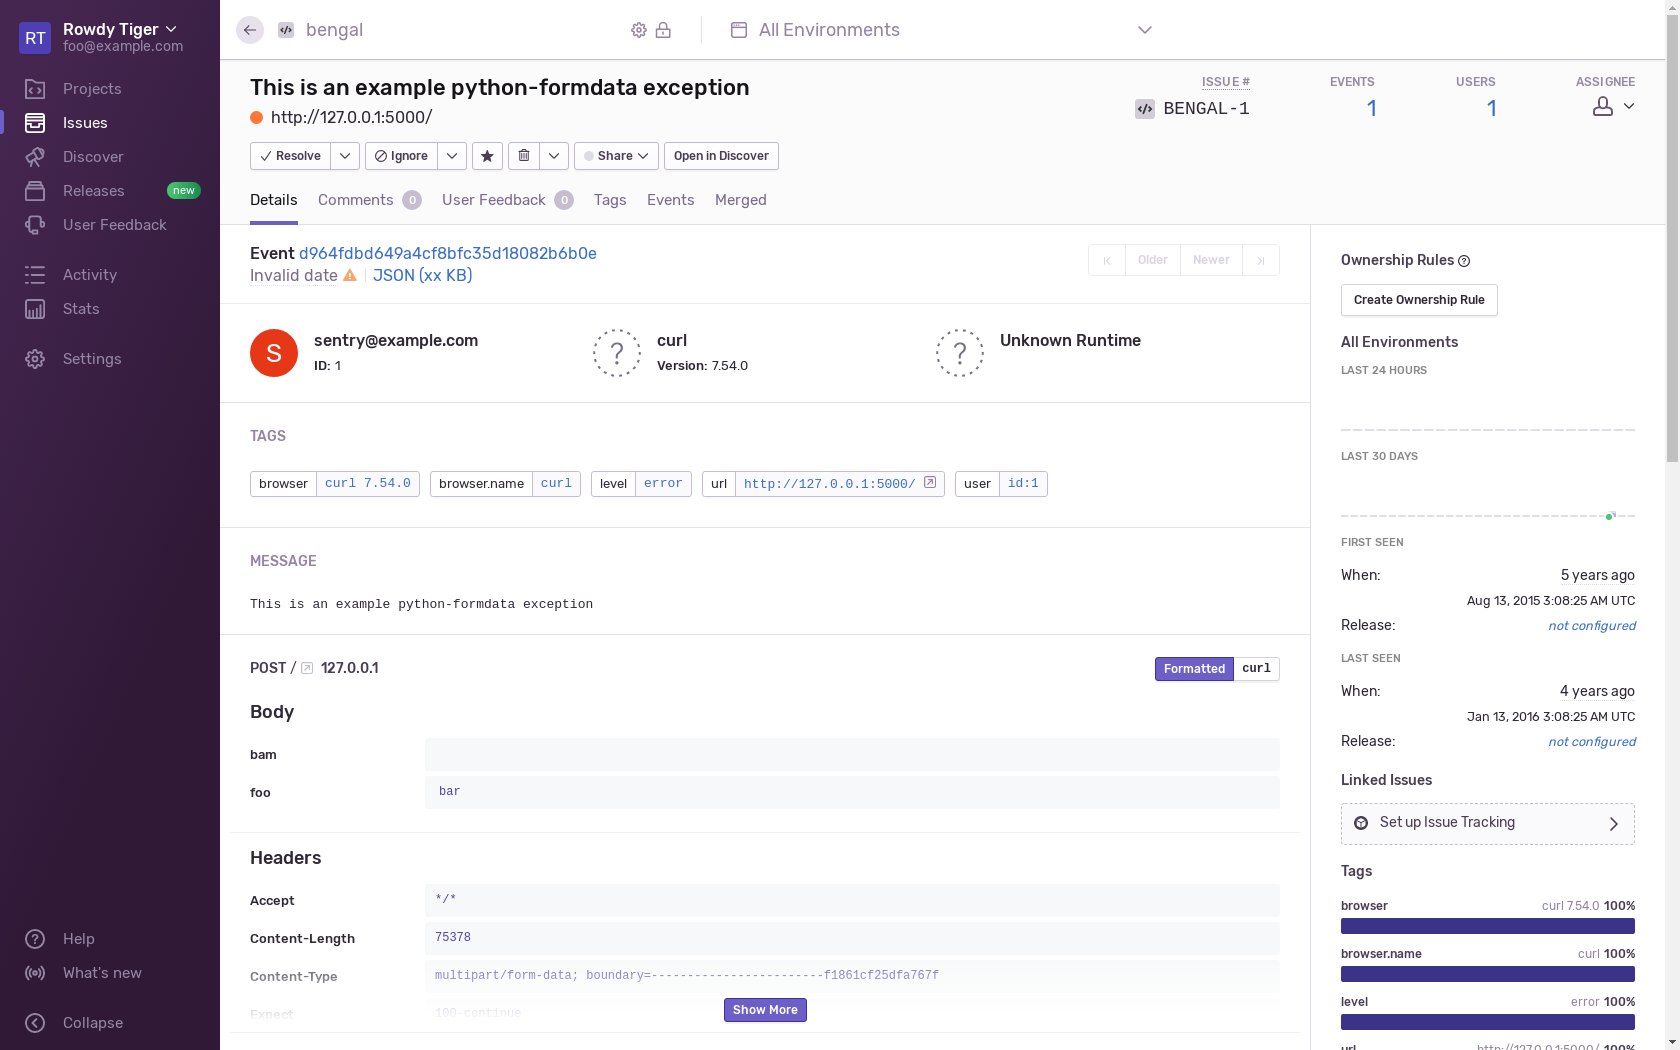 RT
Rowdy Tiger
foo@example.com
Projects
Issues
Discover
Releases
new
User Feedback
Activity
Stats
Settings
Help
What's new
Collapse
bengal
All Environments
This is an example python-formdata exception
http://127.0.0.1:5000/
ISSUE #
BENGAL-1
EVENTS
1
USERS
1
ASSIGNEE
Resolve
Ignore
Share
Open in Discover
Details
Comments 0
User Feedback 0
Tags
Events
Merged
Event d964fdbd649a4cf8bfc35d18082b6b0e
Invalid date
JSON (xx KB)
Older
Newer
S
sentry@example.com
ID: 1
?
curl
Version: 7.54.0
?
Unknown Runtime
TAGS
browser curl 7.54.0
browser.name curl
level error
url http://127.0.0.1:5000/
user id:1
MESSAGE
This is an example python-formdata exception
POST / 127.0.0.1
Formatted
curl
Body
bam
foo bar
Headers
Accept */*
Content-Length 75378
Content-Type multipart/form-data; boundary=------------------------f1861cf25dfa767f
Expect 100-continue
Show More
Ownership Rules
Create Ownership Rule
All Environments
LAST 24 HOURS
LAST 30 DAYS
FIRST SEEN
When: 5 years ago
Aug 13, 2015 3:08:25 AM UTC
Release: not configured
LAST SEEN
When: 4 years ago
Jan 13, 2016 3:08:25 AM UTC
Release: not configured
Linked Issues
Set up Issue Tracking
Tags
browser curl 7.54.0 100%
browser.name curl 100%
level error 100%
url http://127.0.0.1:5000/ 100%